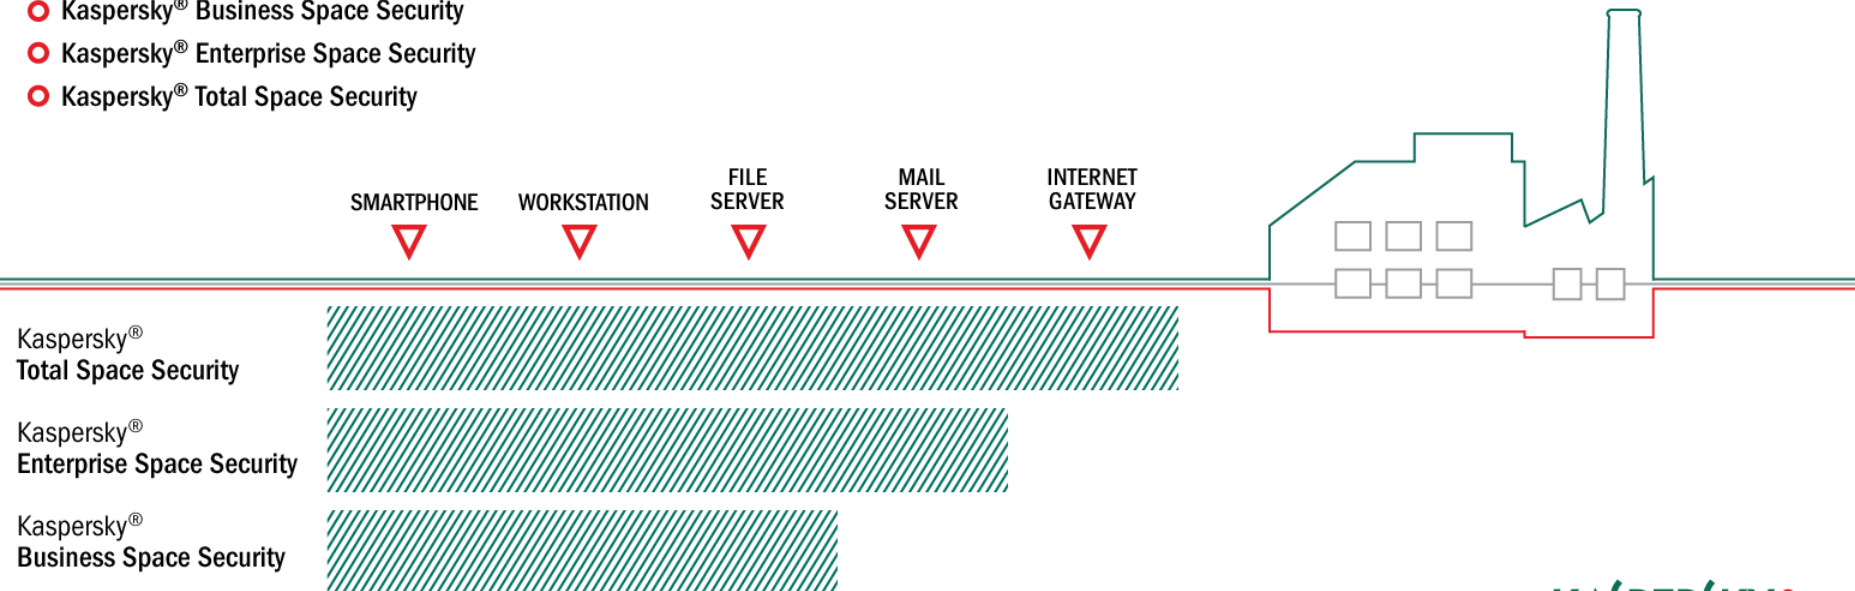 Kaspersky® Business Space Security
Kaspersky® Enterprise Space Security
Kaspersky® Total Space Security
SMARTPHONE
WORKSTATION
FILE
SERVER
MAIL
SERVER
INTERNET
GATEWAY
Kaspersky®
Total Space Security
Kaspersky®
Enterprise Space Security
Kaspersky®
Business Space Security